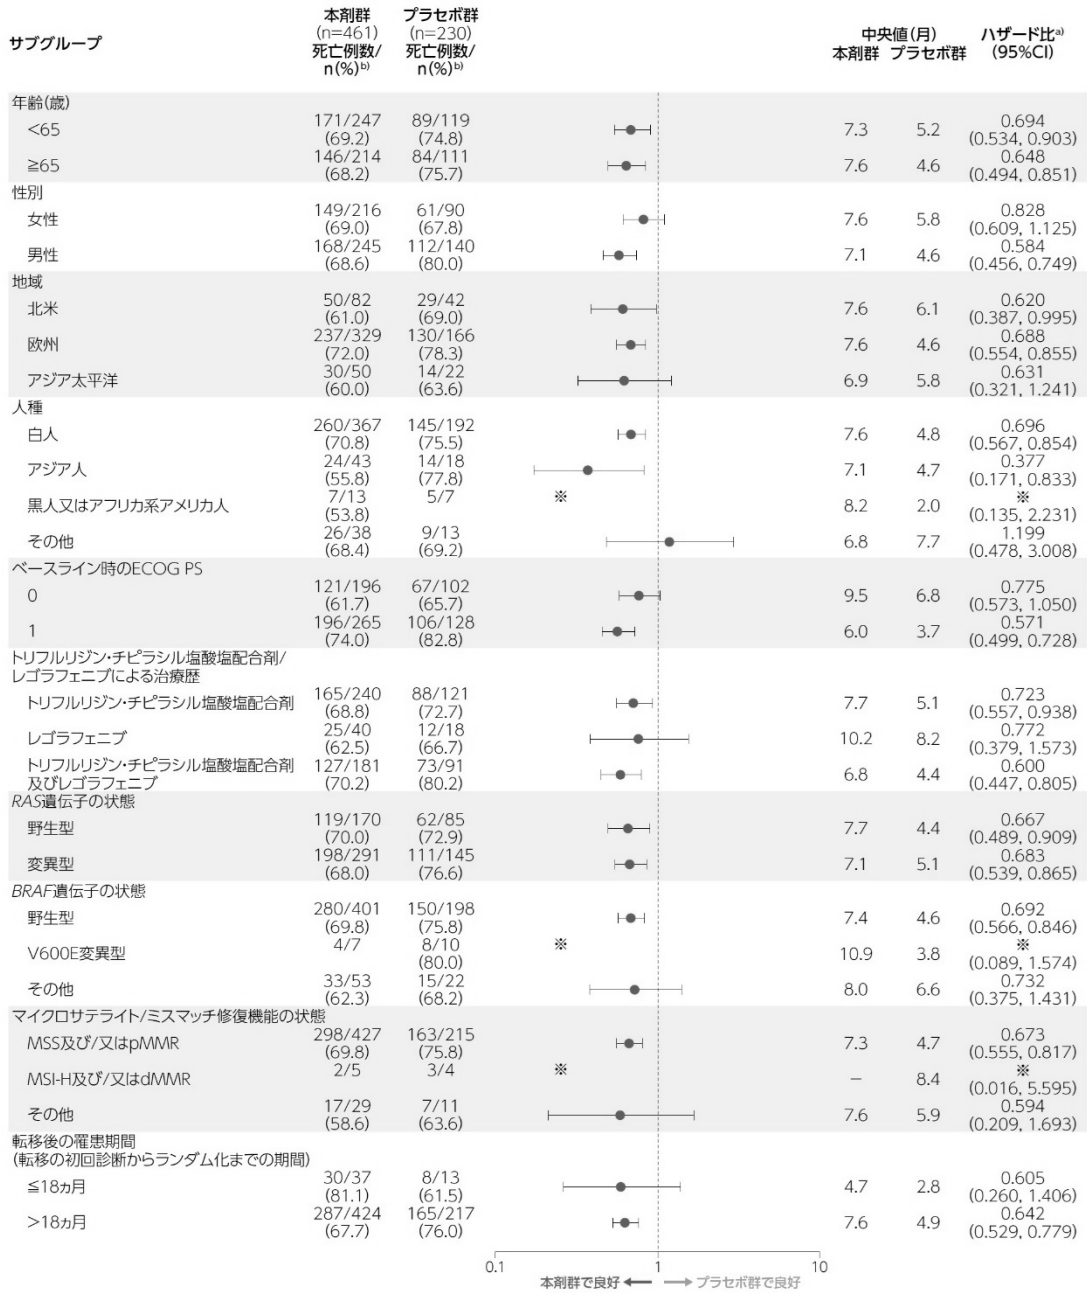 サブグループ 本剤群 (n=461) 死亡例数/ n(%)b) プラセボ群 (n=230) 死亡例数/ n(%)b) 中央値(月) 本剤群 プラセボ群 ハザード比a) (95%CI)
年齢(歳)
<65 171/247 (69.2) 89/119 (74.8) 7.3 5.2 0.694 (0.534, 0.903)
≧65 146/214 (68.2) 84/111 (75.7) 7.6 4.6 0.648 (0.494, 0.851)
性別
女性 149/216 (69.0) 61/90 (67.8) 7.6 5.8 0.828 (0.609, 1.125)
男性 168/245 (68.6) 112/140 (80.0) 7.1 4.6 0.584 (0.456, 0.749)
地域
北米 50/82 (61.0) 29/42 (69.0) 7.6 6.1 0.620 (0.387, 0.995)
欧州 237/329 (72.0) 130/166 (78.3) 7.6 4.6 0.688 (0.554, 0.855)
アジア太平洋 30/50 (60.0) 14/22 (63.6) 6.9 5.8 0.631 (0.321, 1.241)
人種
白人 260/367 (70.8) 145/192 (75.5) 7.6 4.8 0.696 (0.567, 0.854)
アジア人 24/43 (55.8) 14/18 (77.8) 7.1 4.7 0.377 (0.171, 0.833)
黒人又はアフリカ系アメリカ人 7/13 (53.8) 5/7 ※ 8.2 2.0 ※ (0.135, 2.231)
その他 26/38 (68.4) 9/13 (69.2) 6.8 7.7 1.199 (0.478, 3.008)
ベースライン時のECOG PS
0 121/196 (61.7) 67/102 (65.7) 9.5 6.8 0.775 (0.573, 1.050)
1 196/265 (74.0) 106/128 (82.8) 6.0 3.7 0.571 (0.499, 0.728)
トリフルリジン・チピラシル塩酸塩配合剤/
レゴラフェニブによる治療歴
トリフルリジン・チピラシル塩酸塩配合剤 165/240 (68.8) 88/121 (72.7) 7.7 5.1 0.723 (0.557, 0.938)
レゴラフェニブ 25/40 (62.5) 12/18 (66.7) 10.2 8.2 0.772 (0.379, 1.573)
トリフルリジン・チピラシル塩酸塩配合剤 及びレゴラフェニブ 127/181 (70.2) 73/91 (80.2) 6.8 4.4 0.600 (0.447, 0.805)
RAS遺伝子の状態
野生型 119/170 (70.0) 62/85 (72.9) 7.7 4.4 0.667 (0.489, 0.909)
変異型 198/291 (68.0) 111/145 (76.6) 7.1 5.1 0.683 (0.539, 0.865)
BRAF遺伝子の状態
野生型 280/401 (69.8) 150/198 (75.8) 7.4 4.6 0.692 (0.566, 0.846)
V600E変異型 4/7 8/10 (80.0) ※ 10.9 3.8 ※ (0.089, 1.574)
その他 33/53 (62.3) 15/22 (68.2) 8.0 6.6 0.732 (0.375, 1.431)
マイクロサテライト/ミスマッチ修復機能の状態
MSS及び/又はpMMR 298/427 (69.8) 163/215 (75.8) 7.3 4.7 0.673 (0.555, 0.817)
MSI-H及び/又はdMMR 2/5 3/4 ※ － 8.4 ※ (0.016, 5.595)
その他 17/29 (58.6) 7/11 (63.6) 7.6 5.9 0.594 (0.209, 1.693)
転移後の罹患期間
(転移の初回診断からランダム化までの期間)
≦18ヵ月 30/37 (81.1) 8/13 (61.5) 4.7 2.8 0.605 (0.260, 1.406)
>18ヵ月 287/424 (67.7) 165/217 (76.0) 7.6 4.9 0.642 (0.529, 0.779)
0.1 1 10
本剤群で良好 ← → プラセボ群で良好